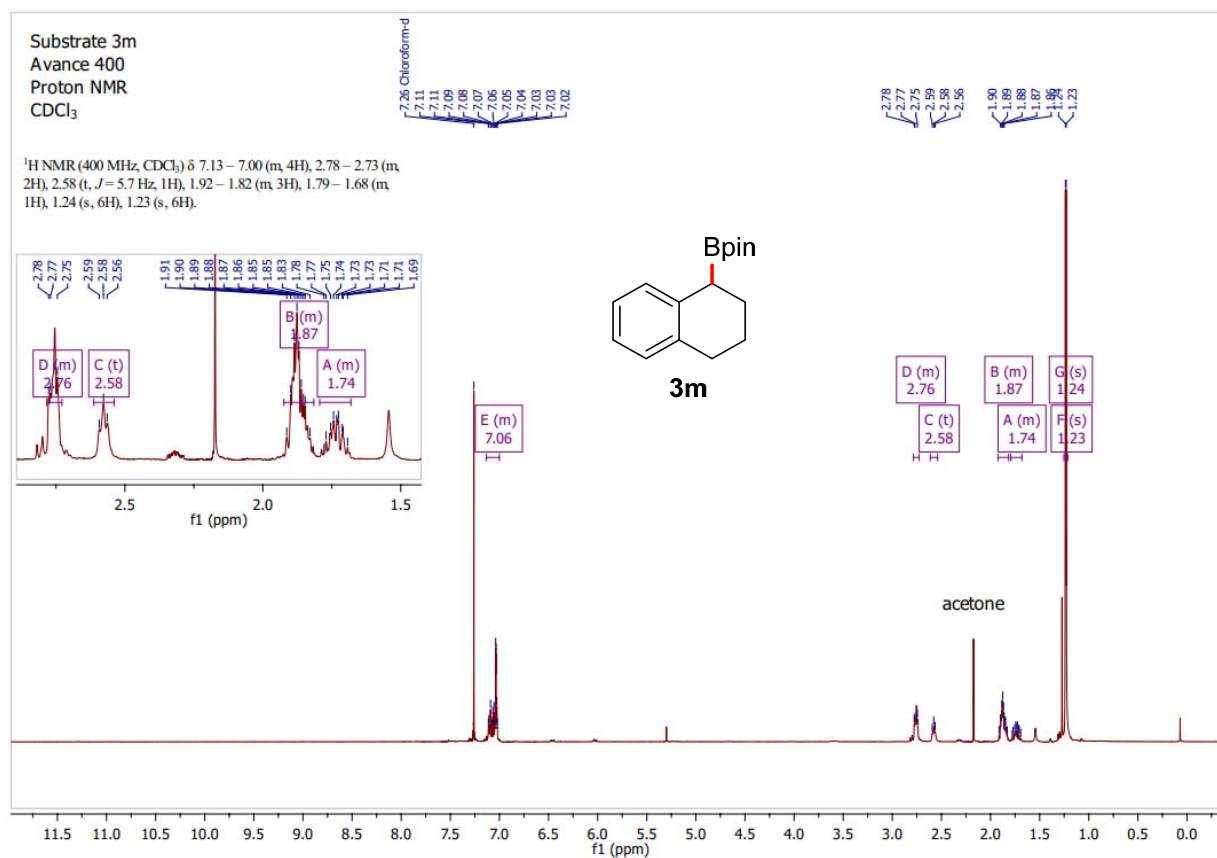 Substrate 3m
Avance 400
Proton NMR
CDCl₃
7.26 Chloroform-d
7.11
7.11
7.09
7.08
7.07
7.06
7.05
7.04
7.03
7.03
7.02
2.78
2.77
2.75
2.59
2.58
2.56
1.90
1.89
1.88
1.87
1.24
1.23
¹H NMR (400 MHz, CDCl₃) δ 7.13 – 7.00 (m, 4H), 2.78 – 2.73 (m,
2H), 2.58 (t, J = 5.7 Hz, 1H), 1.92 – 1.82 (m, 3H), 1.79 – 1.68 (m,
1H), 1.24 (s, 6H), 1.23 (s, 6H).
2.78
2.77
2.75
2.59
2.58
2.56
1.91
1.90
1.89
1.88
1.87
1.86
1.85
1.85
1.83
1.78
1.77
1.75
1.74
1.73
1.73
1.71
1.71
1.69
B (m)
1.87
D (m)
2.76
C (t)
2.58
A (m)
1.74
2.5 2.0 1.5
f1 (ppm)
Bpin
3m
D (m)
2.76
B (m)
1.87
G (s)
1.24
E (m)
7.06
C (t)
2.58
A (m)
1.74
F (s)
1.23
acetone
11.5 11.0 10.5 10.0 9.5 9.0 8.5 8.0 7.5 7.0 6.5 6.0 5.5 5.0 4.5 4.0 3.5 3.0 2.5 2.0 1.5 1.0 0.5 0.0
f1 (ppm)